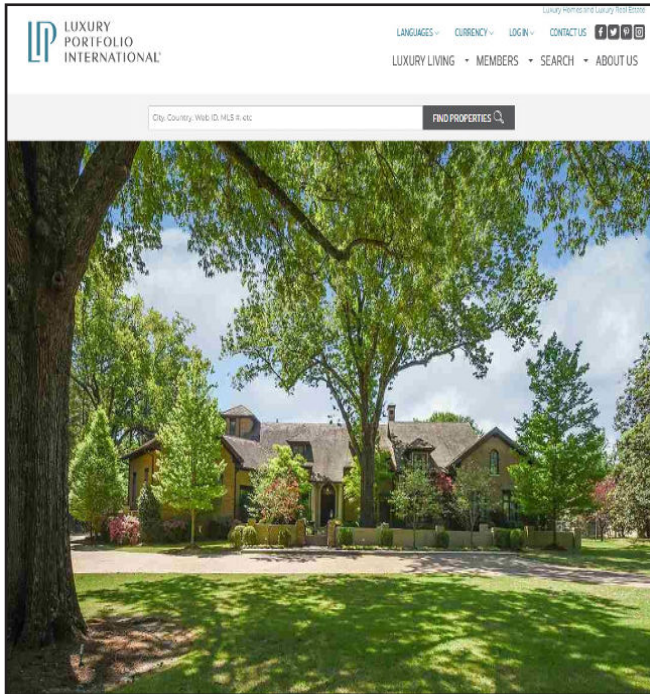 Luxury Homes and Luxury Real Estate
LUXURY
PORTFOLIO
INTERNATIONAL®
LANGUAGES CURRENCY LOG IN CONTACT US
LUXURY LIVING MEMBERS SEARCH ABOUT US
City, Country, Web ID, MLS #, etc
FIND PROPERTIES